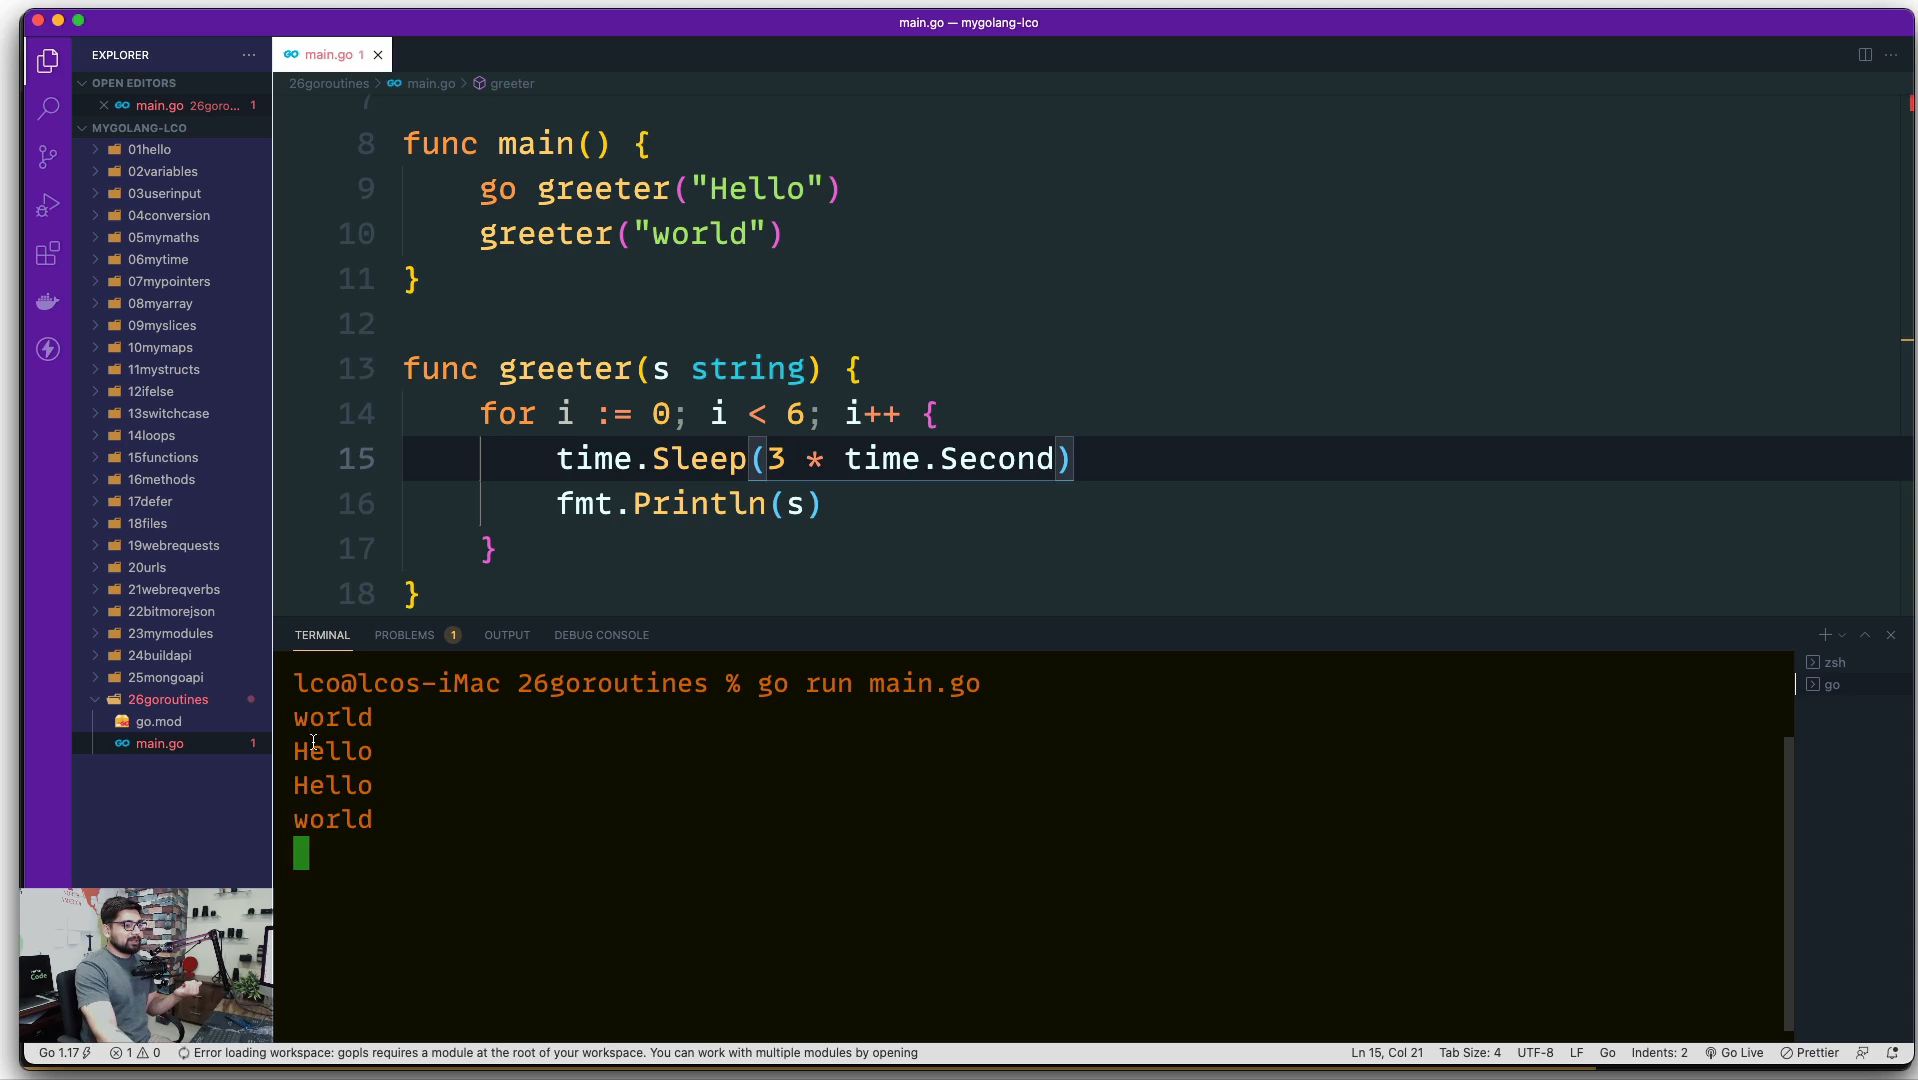 main.go — mygolang-lco
EXPLORER
main.go 1
OPEN EDITORS
26goroutines > main.go > greeter
main.go 26goro... 1
MYGOLANG-LCO
01hello
02variables
03userinput
04conversion
05mymaths
06mytime
07mypointers
08myarray
09myslices
10mymaps
11mystructs
12ifelse
13switchcase
14loops
15functions
16methods
17defer
18files
19webrequests
20urls
21webreqverbs
22bitmorejson
23mymodules
24buildapi
25mongoapi
26goroutines
go.mod
main.go 1
7
8 func main() {
9 go greeter("Hello")
10 greeter("world")
11 }
12
13 func greeter(s string) {
14 for i := 0; i < 6; i++ {
15 time.Sleep(3 * time.Second)
16 fmt.Println(s)
17 }
18 }
TERMINAL PROBLEMS 1 OUTPUT DEBUG CONSOLE
zsh
go
lco@lcos-iMac 26goroutines % go run main.go
world
Hello
Hello
world
Code
Go 1.17 1 0 Error loading workspace: gopls requires a module at the root of your workspace. You can work with multiple modules by opening
Ln 15, Col 21 Tab Size: 4 UTF-8 LF Go Indents: 2 Go Live Prettier